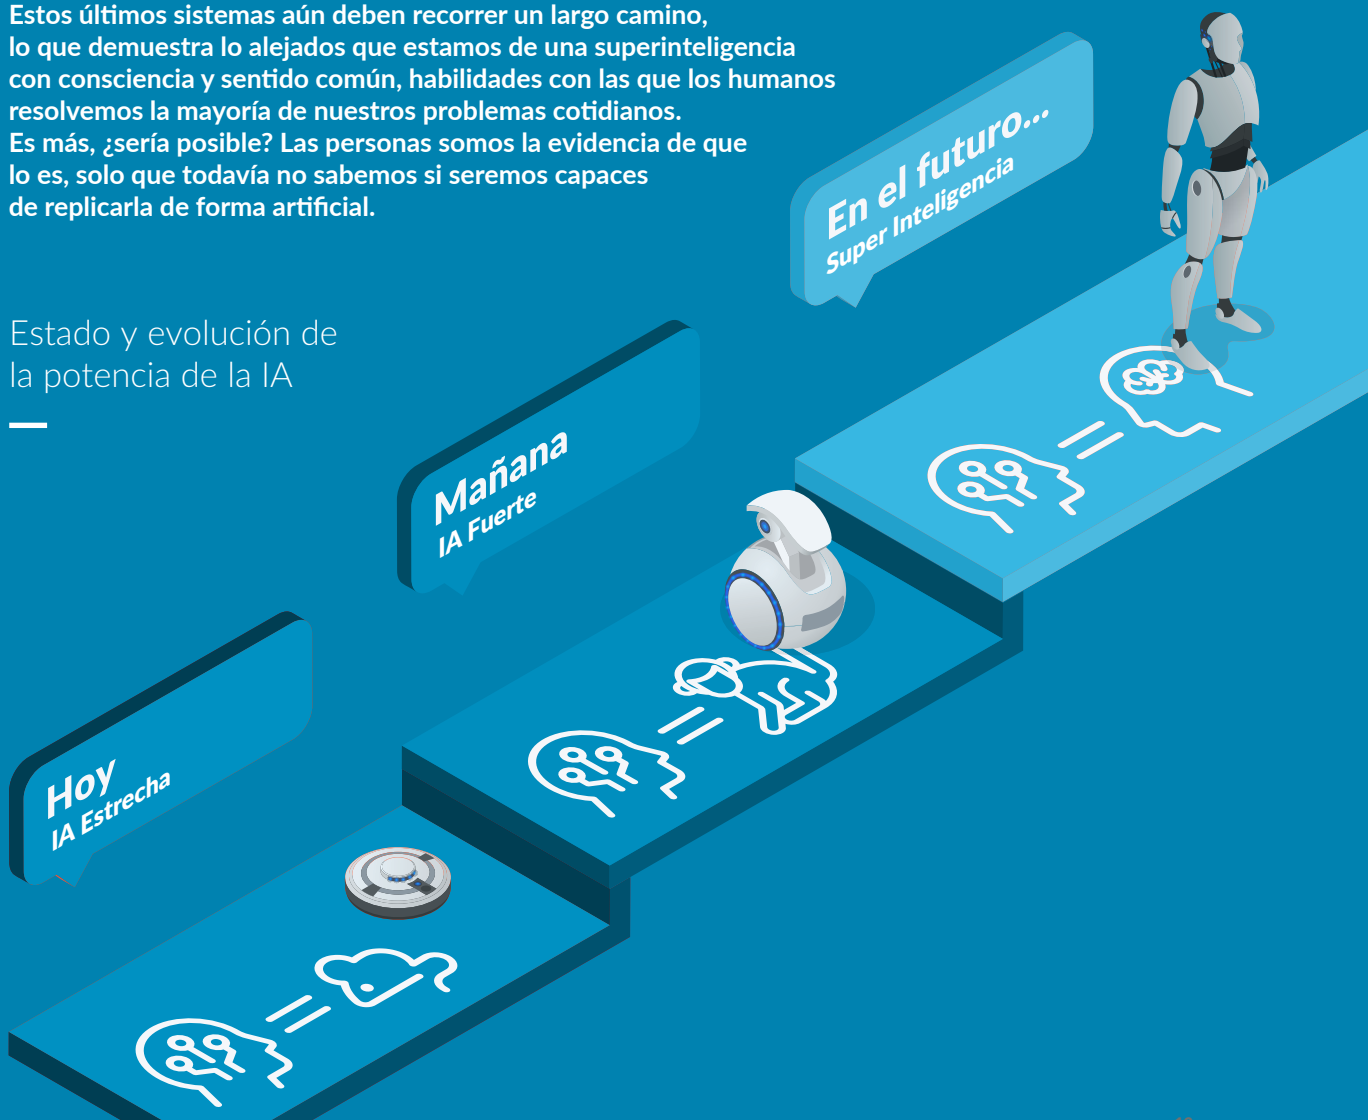 Estos últimos sistemas aún deben recorrer un largo camino,
lo que demuestra lo alejados que estamos de una superinteligencia
con consciencia y sentido común, habilidades con las que los humanos
resolvemos la mayoría de nuestros problemas cotidianos.
Es más, ¿sería posible? Las personas somos la evidencia de que
lo es, solo que todavía no sabemos si seremos capaces
de replicarla de forma artificial.
Estado y evolución de
la potencia de la IA
En el futuro...
Super Inteligencia
Mañana
IA Fuerte
Hoy
IA Estrecha